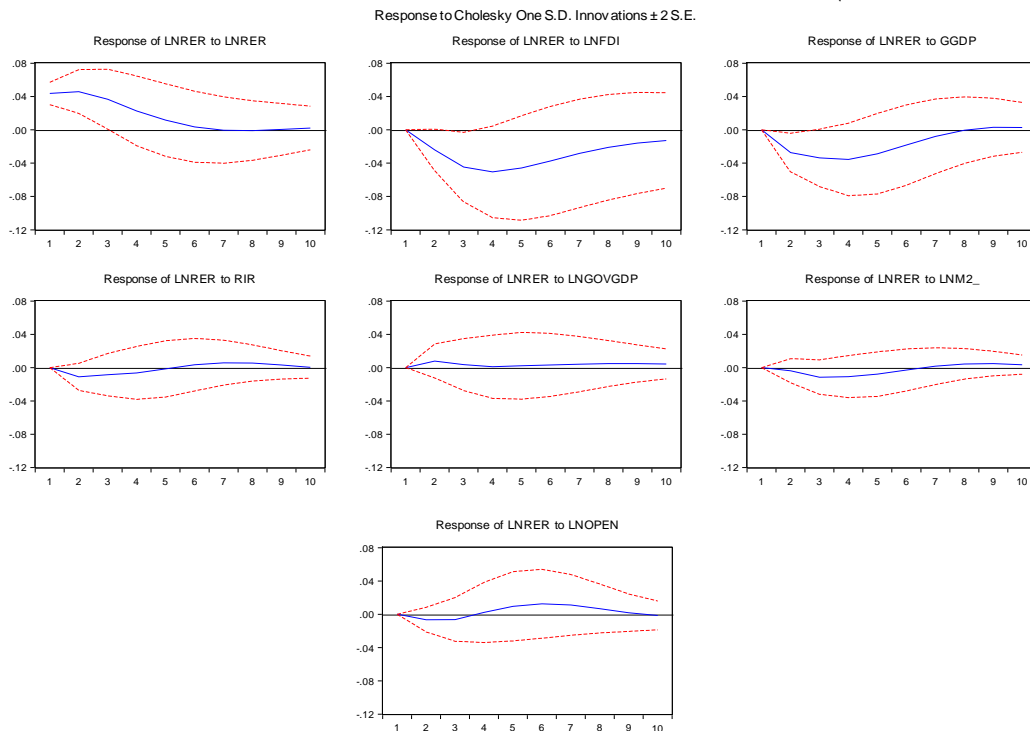 Response to Cholesky One S.D. Innovations ± 2 S.E.
Response of LNRER to LNRER
.08
.04
.00
-.04
-.08
-.12
1 2 3 4 5 6 7 8 9 10
Response of LNRER to LNFDI
.08
.04
.00
-.04
-.08
-.12
1 2 3 4 5 6 7 8 9 10
Response of LNRER to GGDP
.08
.04
.00
-.04
-.08
-.12
1 2 3 4 5 6 7 8 9 10
Response of LNRER to RIR
.08
.04
.00
-.04
-.08
-.12
1 2 3 4 5 6 7 8 9 10
Response of LNRER to LNGOVGDP
.08
.04
.00
-.04
-.08
-.12
1 2 3 4 5 6 7 8 9 10
Response of LNRER to LNM2_
.08
.04
.00
-.04
-.08
-.12
1 2 3 4 5 6 7 8 9 10
Response of LNRER to LNOPEN
.08
.04
.00
-.04
-.08
-.12
1 2 3 4 5 6 7 8 9 10